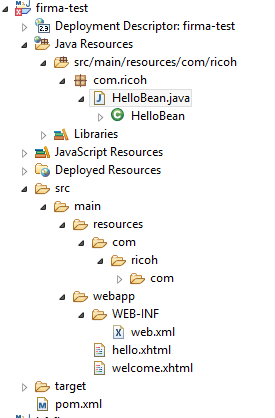 firma-test
2.3 Deployment Descriptor: firma-test
Java Resources
src/main/resources/com/ricoh
com.ricoh
J HelloBean.java
C HelloBean
Libraries
JavaScript Resources
Deployed Resources
src
main
resources
com
ricoh
com
webapp
WEB-INF
X web.xml
hello.xhtml
welcome.xhtml
target
M pom.xml